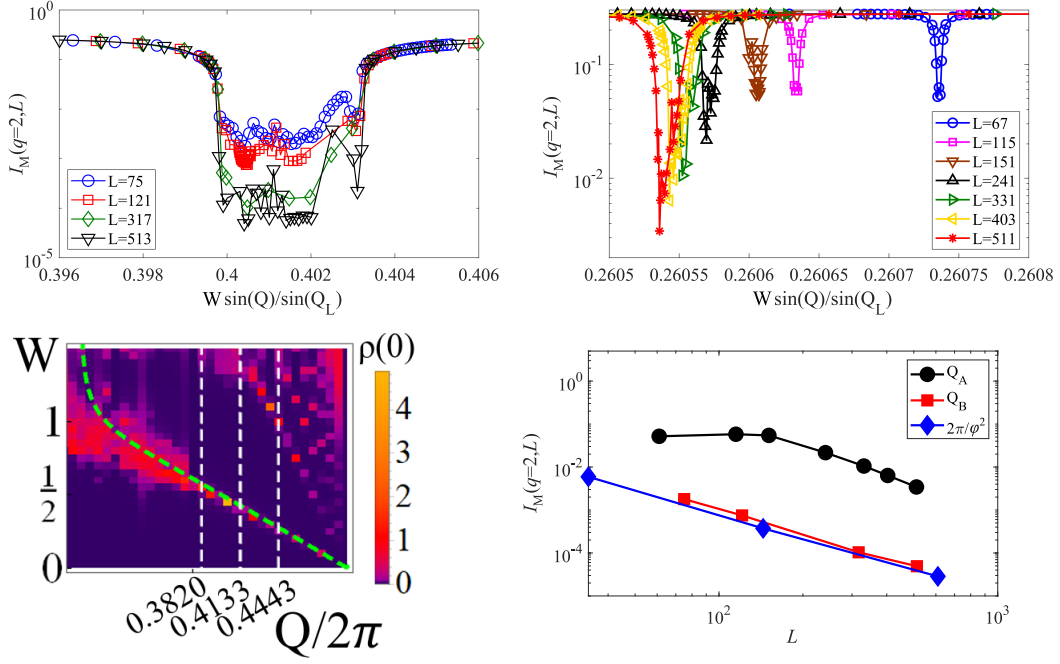 10^0
10^-5
I_M(q=2,L)
L=75
L=121
L=317
L=513
0.396 0.398 0.4 0.402 0.404 0.406
W sin(Q)/sin(Q_L)
10^-1
10^-2
I_M(q=2,L)
L=67
L=115
L=151
L=241
L=331
L=403
L=511
0.2605 0.26055 0.2606 0.26065 0.2607 0.26075 0.2608
W sin(Q)/sin(Q_L)
W
1
1/2
0
ρ(0)
4
3
2
1
0
0.3820
0.4133
0.4443
Q/2π
10^0
10^-2
10^-4
I_M(q=2,L)
Q_A
Q_B
2π/φ^2
10^2 10^3
L